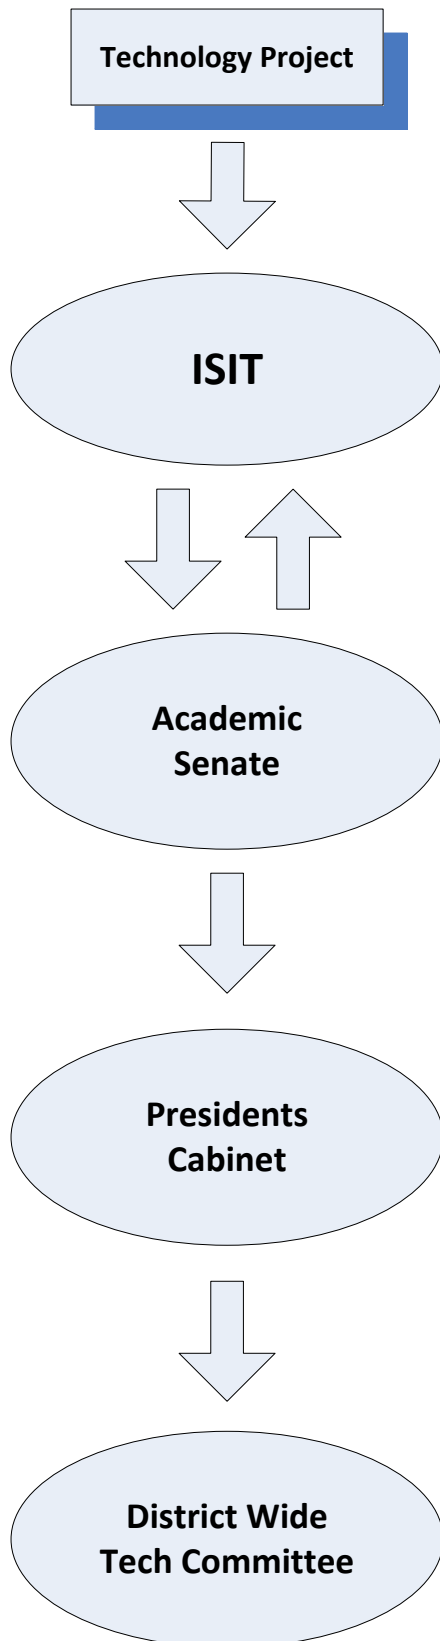 Technology Project
ISIT
Academic
Senate
Presidents
Cabinet
District Wide
Tech Committee